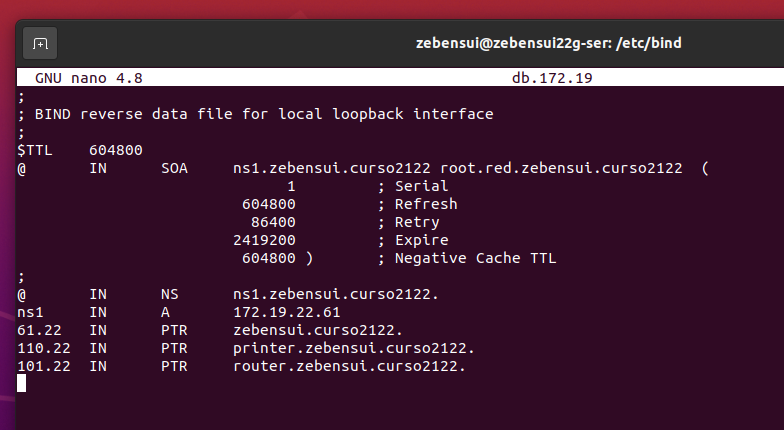 zebensui@zebensui22g-ser: /etc/bind
GNU nano 4.8 db.172.19
;
; BIND reverse data file for local loopback interface
;
$TTL 604800
@ IN SOA ns1.zebensui.curso2122 root.red.zebensui.curso2122 (
1 ; Serial
604800 ; Refresh
86400 ; Retry
2419200 ; Expire
604800 ) ; Negative Cache TTL
;
@ IN NS ns1.zebensui.curso2122.
ns1 IN A 172.19.22.61
61.22 IN PTR zebensui.curso2122.
110.22 IN PTR printer.zebensui.curso2122.
101.22 IN PTR router.zebensui.curso2122.